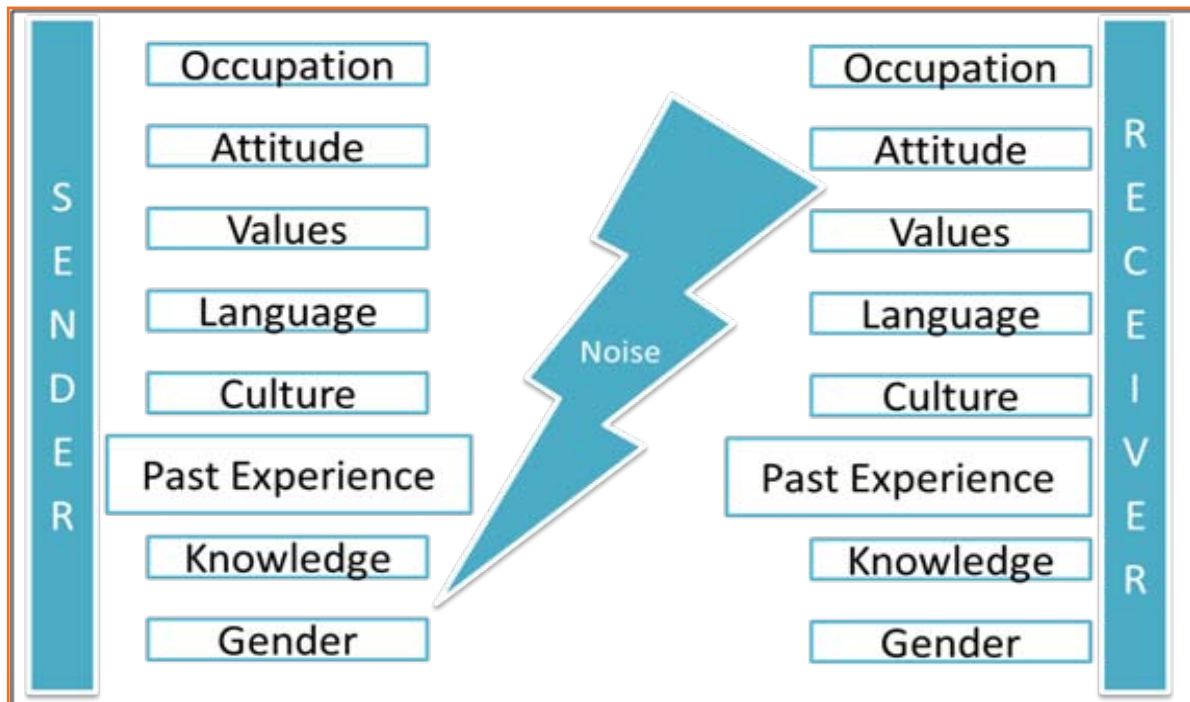 SENDER
Occupation
Attitude
Values
Language
Culture
Past Experience
Knowledge
Gender
Noise
Occupation
Attitude
Values
Language
Culture
Past Experience
Knowledge
Gender
RECEIVER